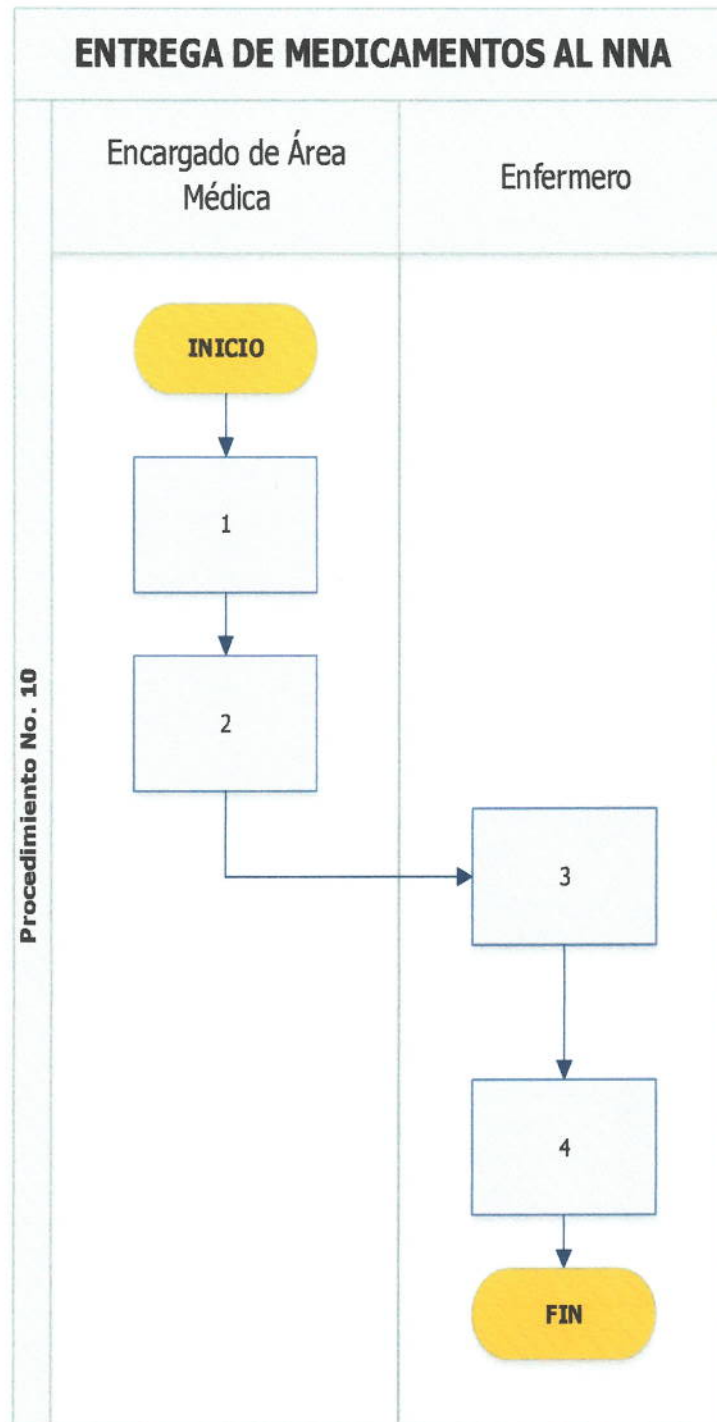 ENTREGA DE MEDICAMENTOS AL NNA
Encargado de Área
Médica
Enfermero
Procedimiento No. 10
INICIO
1
2
3
4
FIN